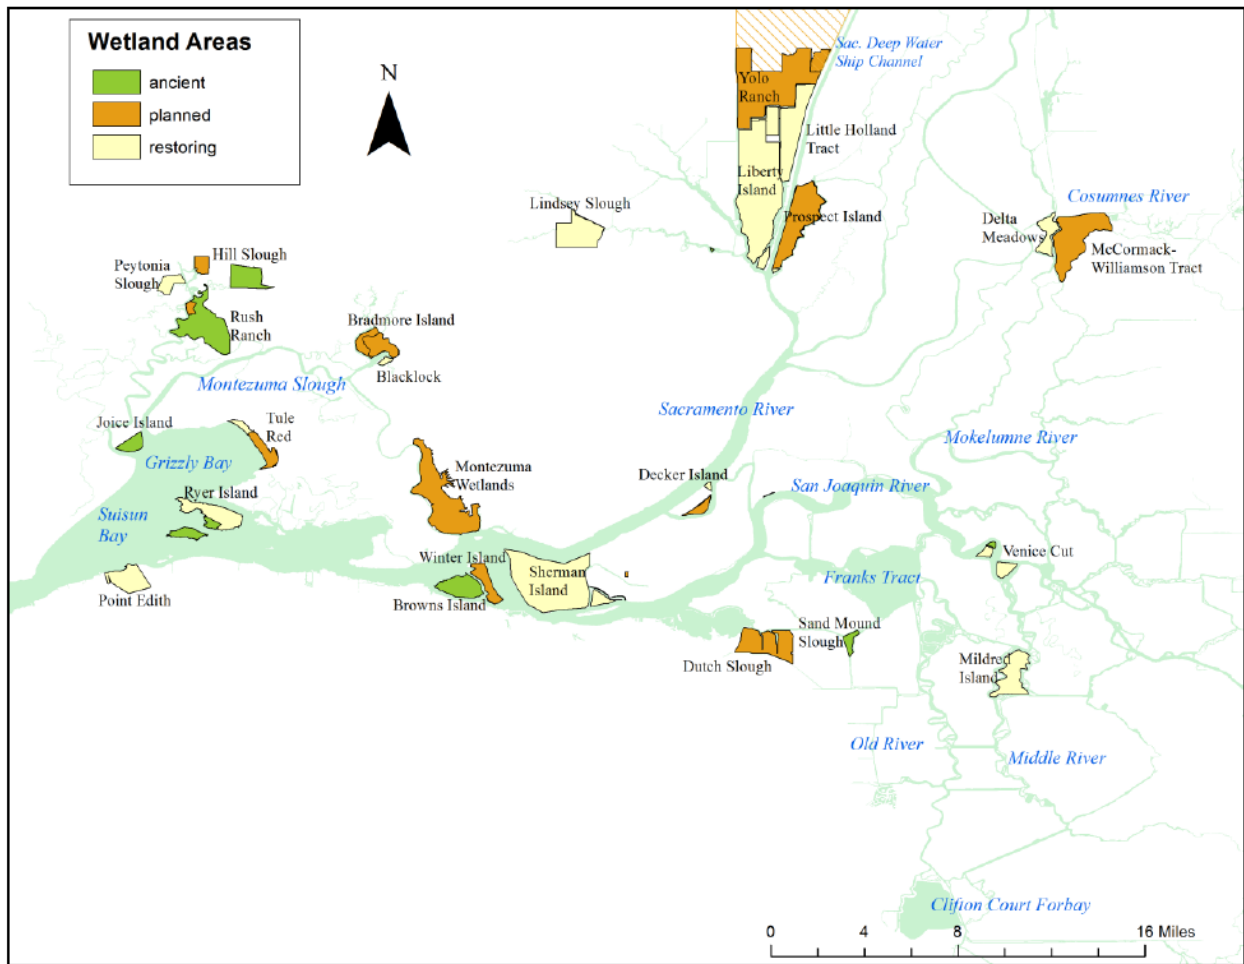 Wetland Areas
ancient
planned
restoring
N
Sac. Deep Water
Ship Channel
Yolo
Ranch
Little Holland
Tract
Liberty
Island
Lindsey Slough
Prospect Island
Cosumnes River
Delta
Meadows
McCormack-
Williamson Tract
Hill Slough
Peytonia
Slough
Rush
Ranch
Bradmore Island
Blacklock
Montezuma Slough
Sacramento River
Joice Island
Tule
Red
Grizzly Bay
Mokelumne River
Montezuma
Wetlands
Decker Island
San Joaquin River
Ryer Island
Suisun
Bay
Venice Cut
Winter Island
Sherman
Island
Franks Tract
Point Edith
Browns Island
Sand Mound
Slough
Dutch Slough
Mildred
Island
Old River
Middle River
Clifton Court Forbay
0 4 8 16 Miles